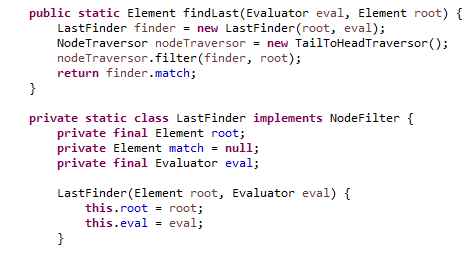 public static Element findLast(Evaluator eval, Element root) {
    LastFinder finder = new LastFinder(root, eval);
    NodeTraversor nodeTraversor = new TailToHeadTraversor();
    nodeTraversor.filter(finder, root);
    return finder.match;
}

private static class LastFinder implements NodeFilter {
    private final Element root;
    private Element match = null;
    private final Evaluator eval;

    LastFinder(Element root, Evaluator eval) {
        this.root = root;
        this.eval = eval;
    }